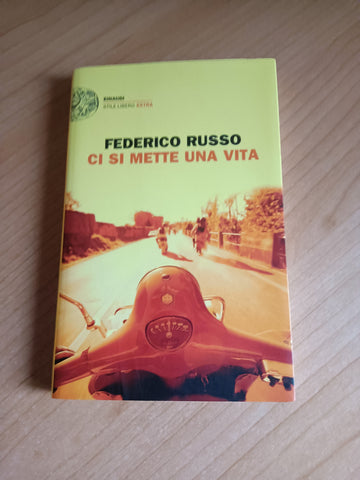 EINAUDI
STILE LIBERO EXTRA
FEDERICO RUSSO
CI SI METTE UNA VITA